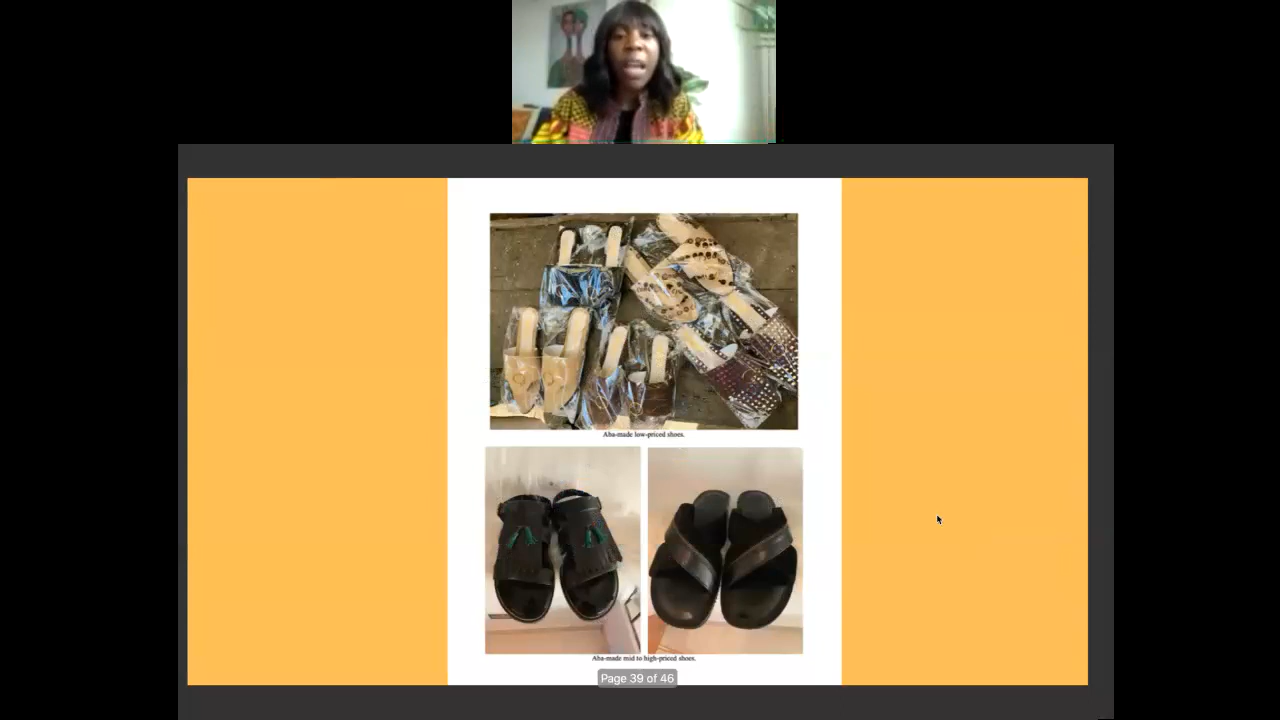 Aba-made low-priced shoes.
Aba-made mid to high-priced shoes.
Page 39 of 46